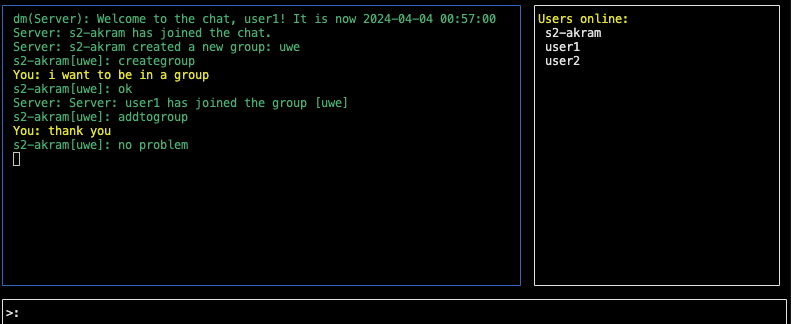 dm(Server): Welcome to the chat, user1! It is now 2024-04-04 00:57:00
Server: s2-akram has joined the chat.
Server: s2-akram created a new group: uwe
s2-akram[uwe]: creategroup
You: i want to be in a group
s2-akram[uwe]: ok
Server: Server: user1 has joined the group [uwe]
s2-akram[uwe]: addtogroup
You: thank you
s2-akram[uwe]: no problem
Users online:
s2-akram
user1
user2
>: